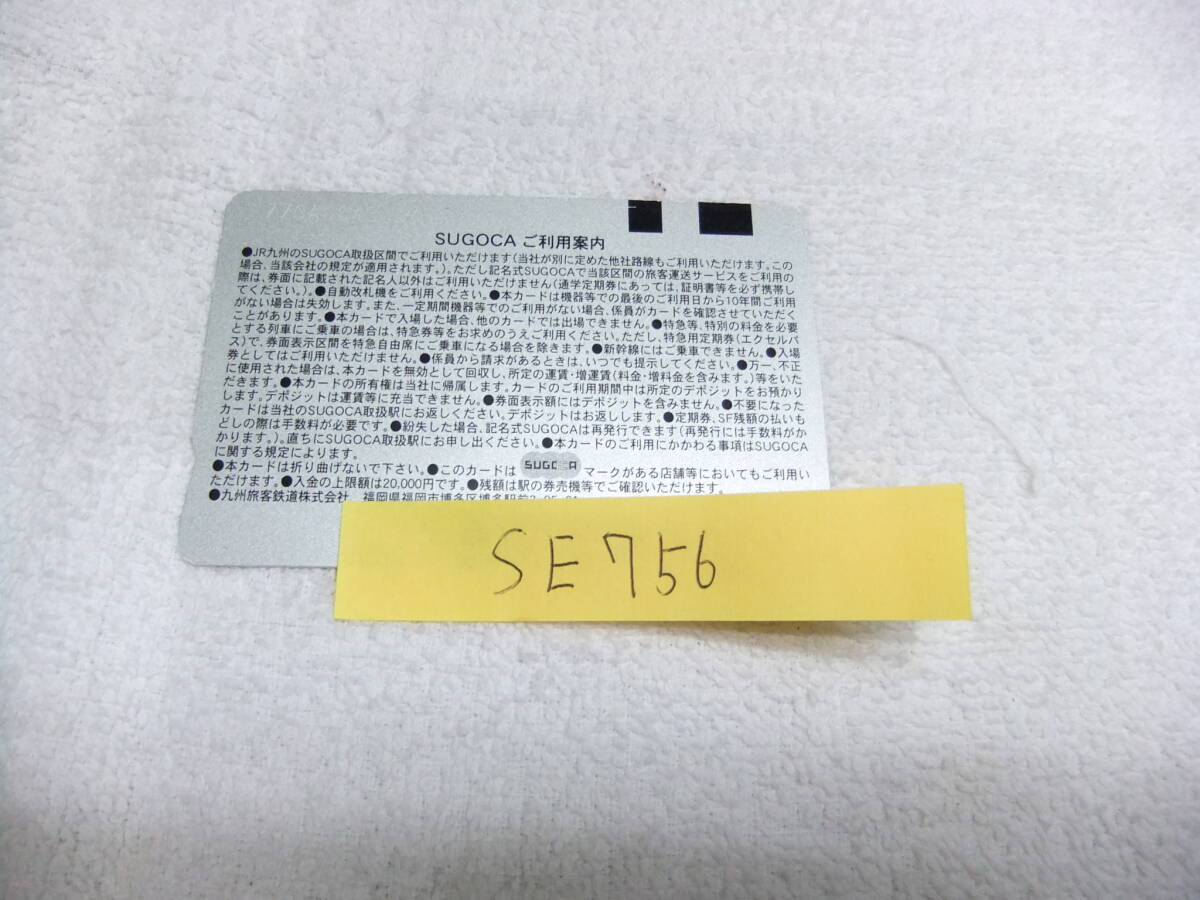 SUGOCA ご利用案内
●JR九州のSUGOCA取扱区間でご利用いただけます(当社が別に定めた他社路線もご利用いただけます。この
場合、当該会社の規定が適用されます。)。ただし記名式SUGOCAで当該区間の旅客運送サービスをご利用の
際は、券面に記載された記名人以外はご利用いただけません(通学定期券にあっては、証明書等を必ず携帯し
てください。)。●自動改札機をご利用ください。●本カードは機器等での最後のご利用日から10年間ご利用
がない場合は失効します。また、一定期間機器等でのご利用がない場合、係員がカードを確認させていただく
ことがあります。●本カードで入場した場合、他のカードでは出場できません。●特急等、特別の料金を必要
とする列車にご乗車の場合は、特急券等をお求めのうえご利用ください。ただし、特急用定期券(エクセルパ
ス)で、券面表示区間を特急自由席にご乗車になる場合を除きます。●新幹線にはご乗車できません。●入場
券としてはご利用いただけません。●係員から請求があるときは、いつでも提示してください。●万一、不正
に使用された場合は、本カードを無効として回収し、所定の運賃・増運賃(料金・増料金を含みます。)等をいた
だきます。●本カードの所有権は当社に帰属します。カードのご利用期間中は所定のデポジットをお預かり
します。デポジットは運賃等に充当できません。●券面表示額にはデポジットを含みません。●不要になった
カードは当社のSUGOCA取扱駅にお返しください。デポジットはお返しします。●定期券、SF残額の払いも
どしの際は手数料が必要です。●紛失した場合、記名式SUGOCAは再発行できます(再発行には手数料がか
かります。)。直ちにSUGOCA取扱駅にお申し出ください。●本カードのご利用にかかわる事項はSUGOCA
に関する規定によります。
●本カードは折り曲げないで下さい。●このカードは SUGOCA マークがある店舗等においてもご利用い
ただけます。●入金の上限額は20,000円です。●残額は駅の券売機等でご確認いただけます。
●九州旅客鉄道株式会社 福岡県福岡市博多区博多駅前3-25-21
SE756